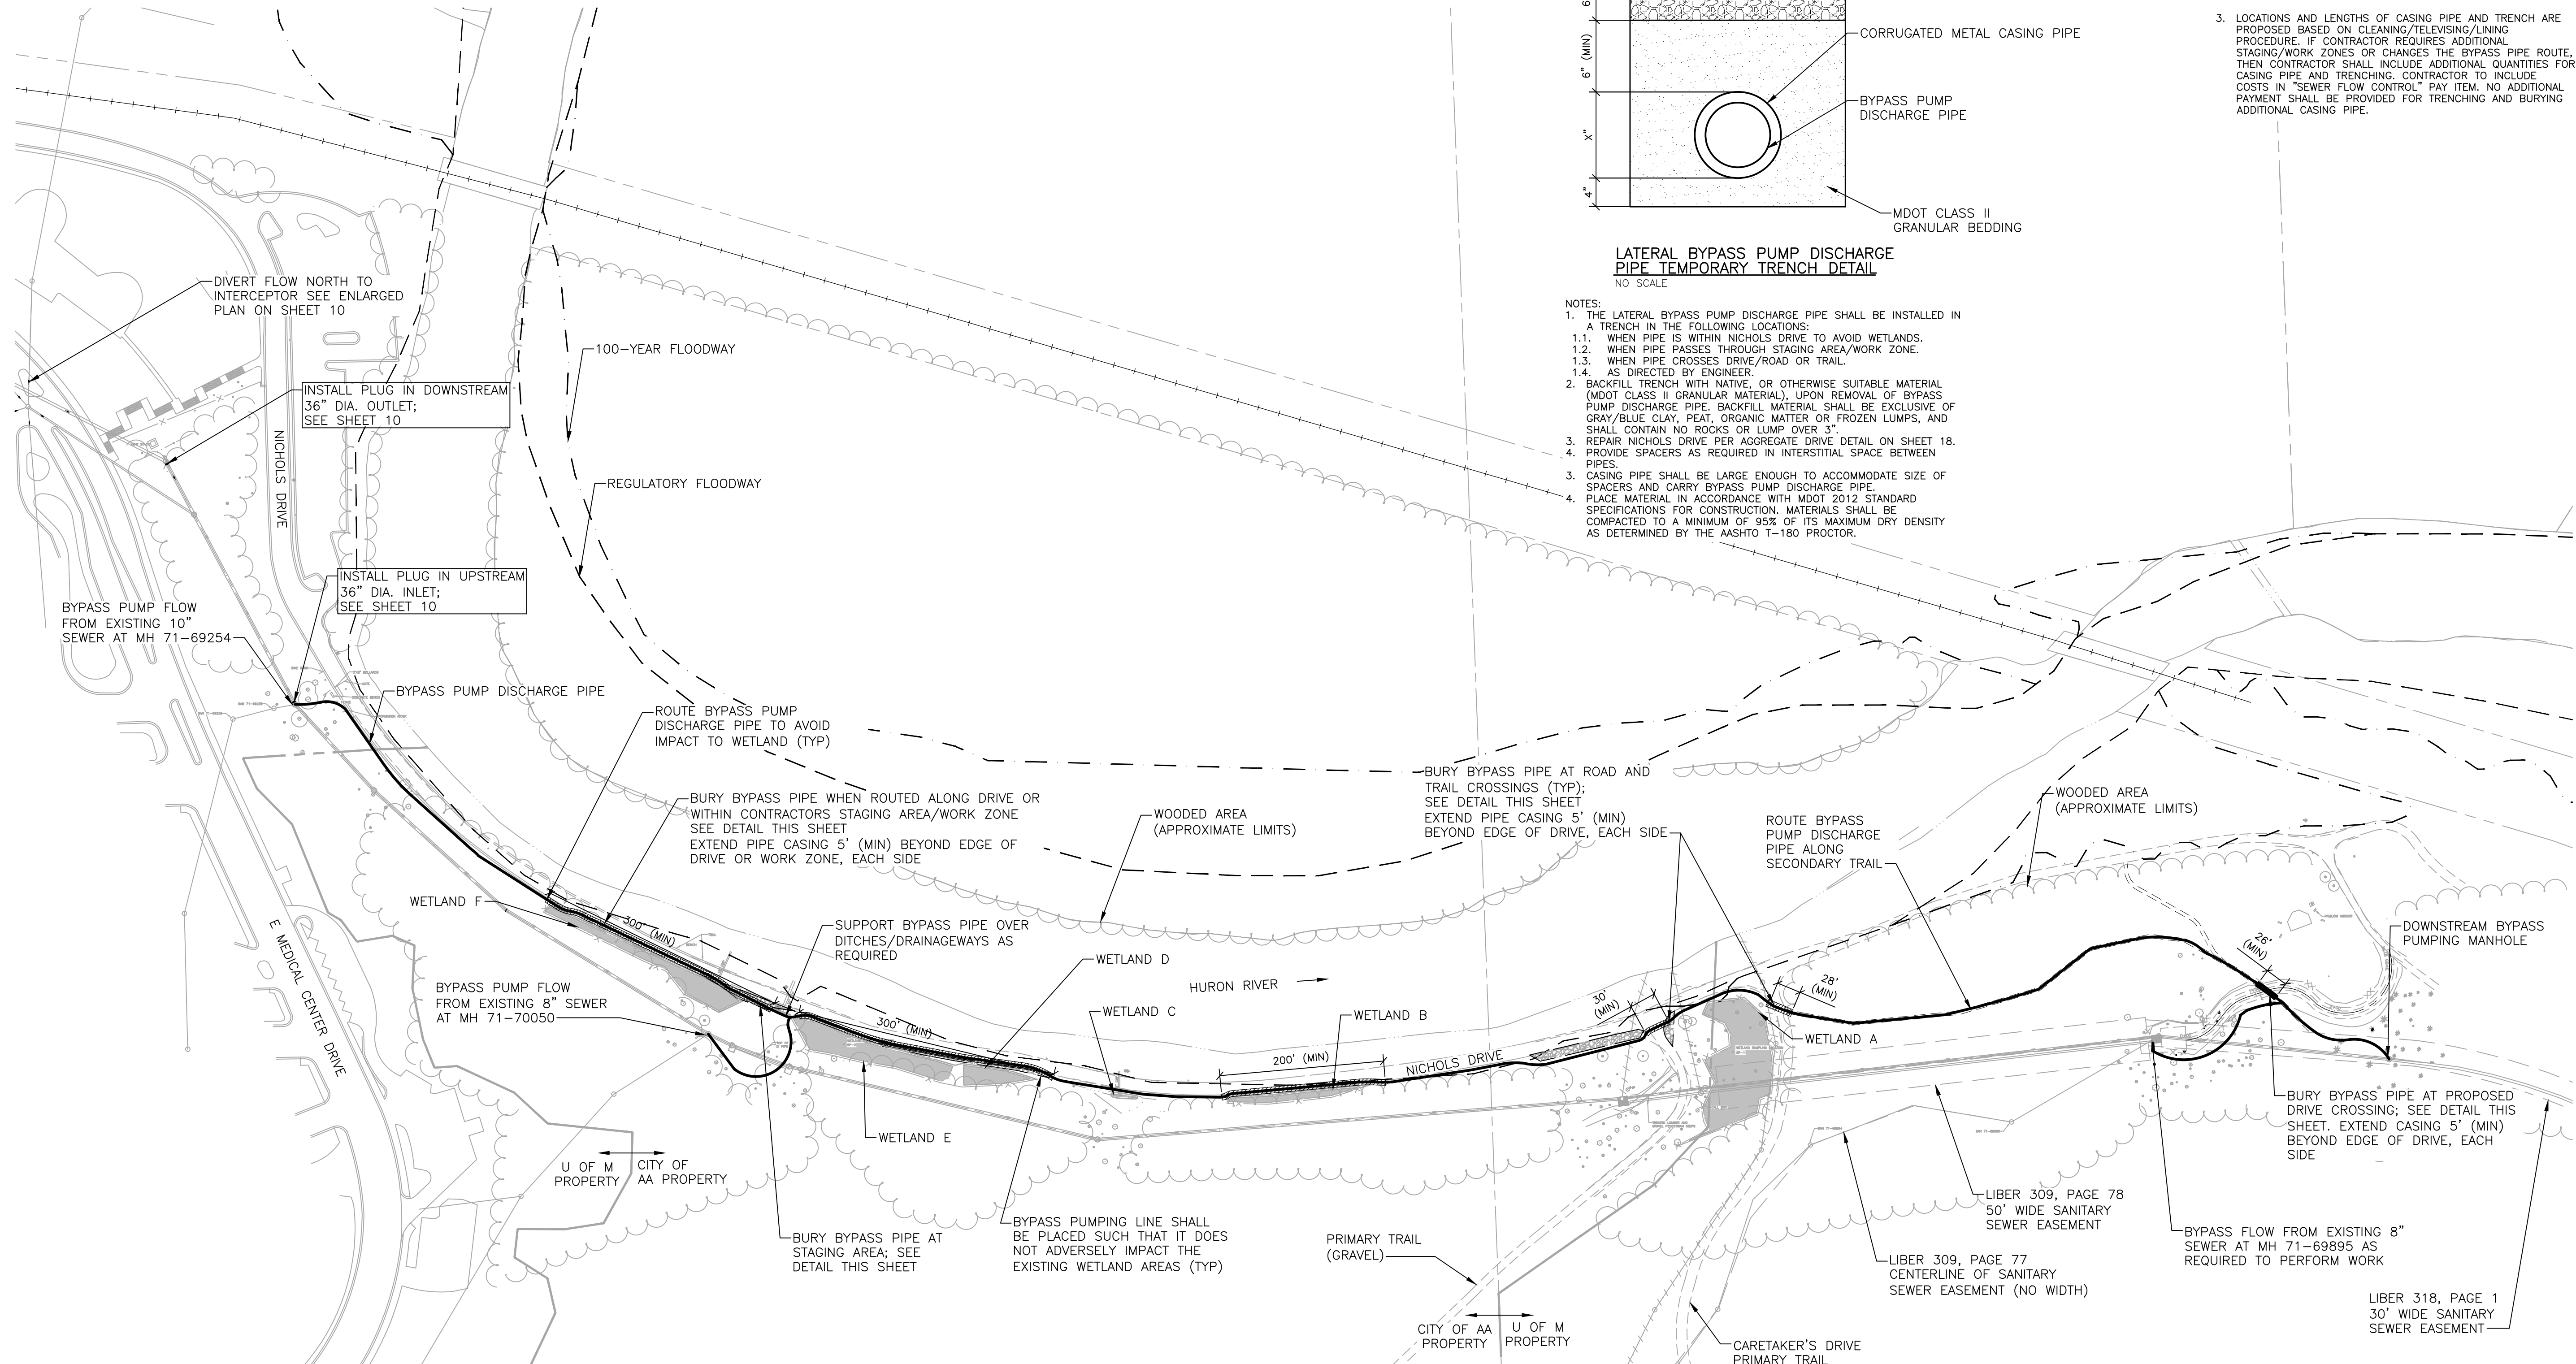 6
6" (MIN)
X"
4"
CORRUGATED METAL CASING PIPE
BYPASS PUMP
DISCHARGE PIPE
MDOT CLASS II
GRANULAR BEDDING
LATERAL BYPASS PUMP DISCHARGE
PIPE TEMPORARY TRENCH DETAIL
NO SCALE
3. LOCATIONS AND LENGTHS OF CASING PIPE AND TRENCH ARE
PROPOSED BASED ON CLEANING/TELEVISING/LINING
PROCEDURE. IF CONTRACTOR REQUIRES ADDITIONAL
STAGING/WORK ZONES OR CHANGES THE BYPASS PIPE ROUTE,
THEN CONTRACTOR SHALL INCLUDE ADDITIONAL QUANTITIES FOR
CASING PIPE AND TRENCHING. CONTRACTOR TO INCLUDE
COSTS IN "SEWER FLOW CONTROL" PAY ITEM. NO ADDITIONAL
PAYMENT SHALL BE PROVIDED FOR TRENCHING AND BURYING
ADDITIONAL CASING PIPE.
NOTES:
1. THE LATERAL BYPASS PUMP DISCHARGE PIPE SHALL BE INSTALLED IN
A TRENCH IN THE FOLLOWING LOCATIONS:
1.1. WHEN PIPE IS WITHIN NICHOLS DRIVE TO AVOID WETLANDS.
1.2. WHEN PIPE PASSES THROUGH STAGING AREA/WORK ZONE.
1.3. WHEN PIPE CROSSES DRIVE/ROAD OR TRAIL.
1.4. AS DIRECTED BY ENGINEER.
2. BACKFILL TRENCH WITH NATIVE, OR OTHERWISE SUITABLE MATERIAL
(MDOT CLASS II GRANULAR MATERIAL), UPON REMOVAL OF BYPASS
PUMP DISCHARGE PIPE. BACKFILL MATERIAL SHALL BE EXCLUSIVE OF
GRAY/BLUE CLAY, PEAT, ORGANIC MATTER OR FROZEN LUMPS, AND
SHALL CONTAIN NO ROCKS OR LUMP OVER 3".
3. REPAIR NICHOLS DRIVE PER AGGREGATE DRIVE DETAIL ON SHEET 18.
4. PROVIDE SPACERS AS REQUIRED IN INTERSTITIAL SPACE BETWEEN
PIPES.
3. CASING PIPE SHALL BE LARGE ENOUGH TO ACCOMMODATE SIZE OF
SPACERS AND CARRY BYPASS PUMP DISCHARGE PIPE.
4. PLACE MATERIAL IN ACCORDANCE WITH MDOT 2012 STANDARD
SPECIFICATIONS FOR CONSTRUCTION. MATERIALS SHALL BE
COMPACTED TO A MINIMUM OF 95% OF ITS MAXIMUM DRY DENSITY
AS DETERMINED BY THE AASHTO T-180 PROCTOR.
DIVERT FLOW NORTH TO
INTERCEPTOR SEE ENLARGED
PLAN ON SHEET 10
INSTALL PLUG IN DOWNSTREAM
36" DIA. OUTLET;
SEE SHEET 10
NICHOLS DRIVE
100-YEAR FLOODWAY
REGULATORY FLOODWAY
INSTALL PLUG IN UPSTREAM
36" DIA. INLET;
SEE SHEET 10
BYPASS PUMP FLOW
FROM EXISTING 10"
SEWER AT MH 71-69254
BYPASS PUMP DISCHARGE PIPE
ROUTE BYPASS PUMP
DISCHARGE PIPE TO AVOID
IMPACT TO WETLAND (TYP)
BURY BYPASS PIPE WHEN ROUTED ALONG DRIVE OR
WITHIN CONTRACTORS STAGING AREA/WORK ZONE
SEE DETAIL THIS SHEET
EXTEND PIPE CASING 5' (MIN) BEYOND EDGE OF
DRIVE OR WORK ZONE, EACH SIDE
WOODED AREA
(APPROXIMATE LIMITS)
BURY BYPASS PIPE AT ROAD AND
TRAIL CROSSINGS (TYP);
SEE DETAIL THIS SHEET
EXTEND PIPE CASING 5' (MIN)
BEYOND EDGE OF DRIVE, EACH SIDE
ROUTE BYPASS
PUMP DISCHARGE
PIPE ALONG
SECONDARY TRAIL
WOODED AREA
(APPROXIMATE LIMITS)
WETLAND F
300' (MIN)
SUPPORT BYPASS PIPE OVER
DITCHES/DRAINAGEWAYS AS
REQUIRED
WETLAND D
HURON RIVER
DOWNSTREAM BYPASS
PUMPING MANHOLE
26'
(MIN)
28'
(MIN)
30'
(MIN)
BYPASS PUMP FLOW
FROM EXISTING 8" SEWER
AT MH 71-70050
E MEDICAL CENTER DRIVE
300' (MIN)
WETLAND C
WETLAND B
200' (MIN)
NICHOLS DRIVE
WETLAND A
WETLAND E
U OF M
PROPERTY
CITY OF
AA PROPERTY
BURY BYPASS PIPE AT
STAGING AREA; SEE
DETAIL THIS SHEET
BYPASS PUMPING LINE SHALL
BE PLACED SUCH THAT IT DOES
NOT ADVERSELY IMPACT THE
EXISTING WETLAND AREAS (TYP)
PRIMARY TRAIL
(GRAVEL)
CITY OF AA
PROPERTY
U OF M
PROPERTY
CARETAKER'S DRIVE
PRIMARY TRAIL
LIBER 309, PAGE 77
CENTERLINE OF SANITARY
SEWER EASEMENT (NO WIDTH)
LIBER 309, PAGE 78
50' WIDE SANITARY
SEWER EASEMENT
BURY BYPASS PIPE AT PROPOSED
DRIVE CROSSING; SEE DETAIL THIS
SHEET. EXTEND CASING 5' (MIN)
BEYOND EDGE OF DRIVE, EACH
SIDE
BYPASS FLOW FROM EXISTING 8"
SEWER AT MH 71-69895 AS
REQUIRED TO PERFORM WORK
LIBER 318, PAGE 1
30' WIDE SANITARY
SEWER EASEMENT